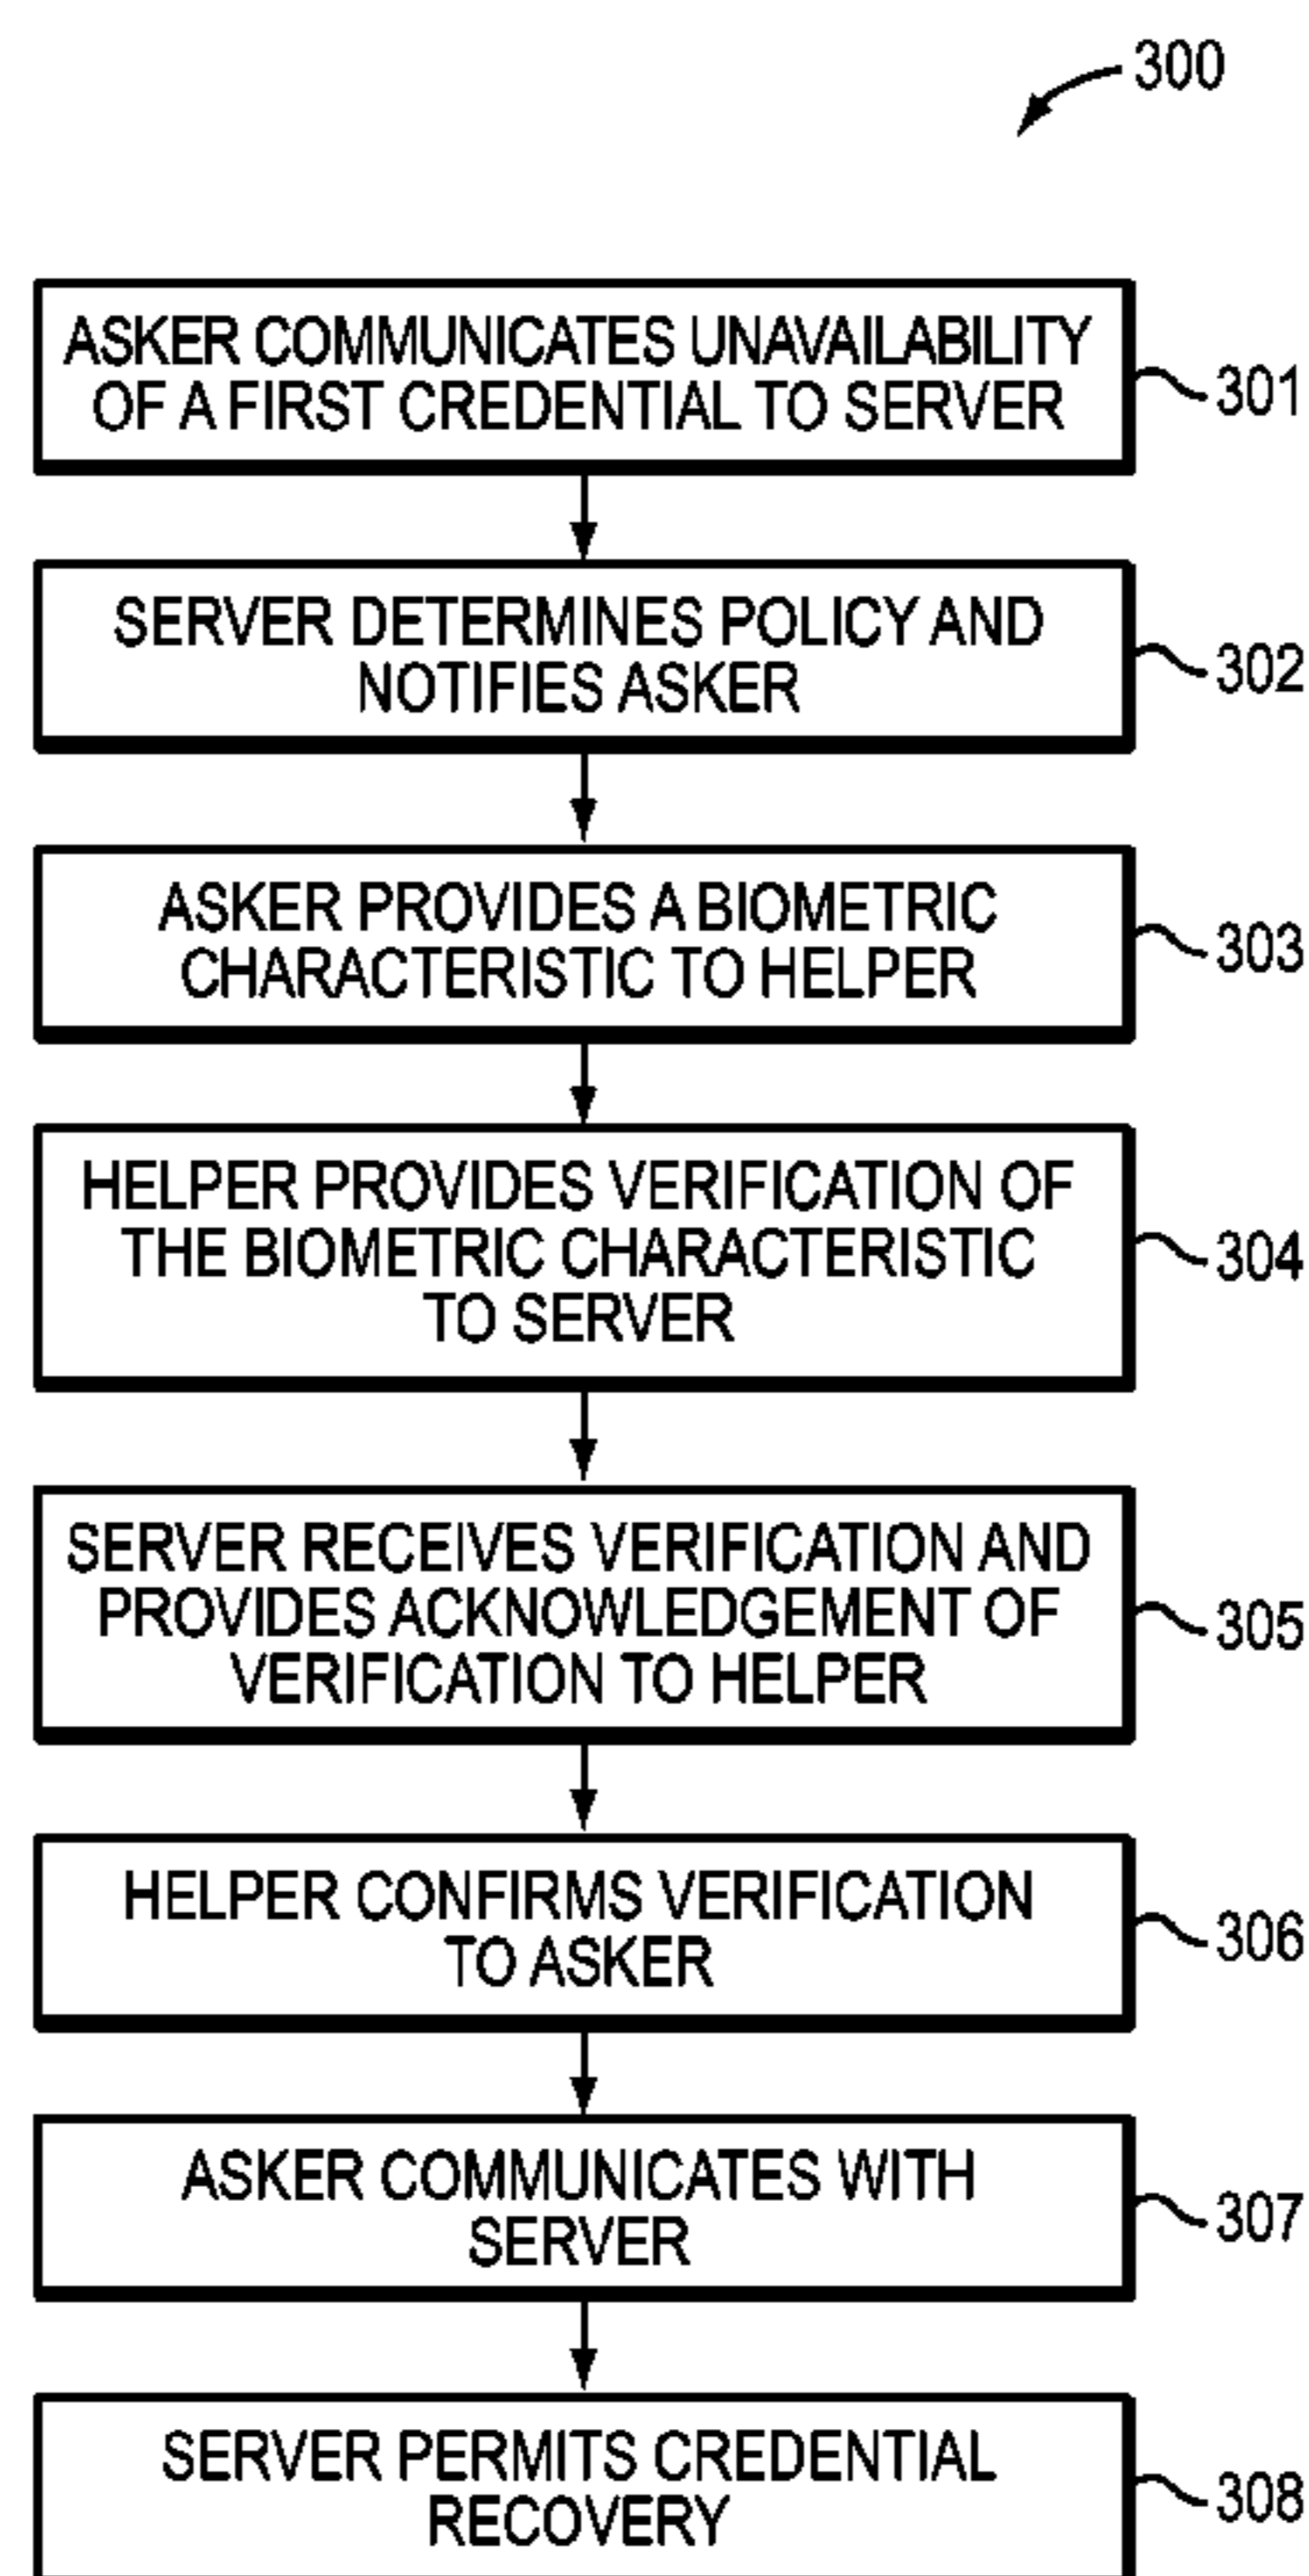 300
ASKER COMMUNICATES UNAVAILABILITY
OF A FIRST CREDENTIAL TO SERVER
301
SERVER DETERMINES POLICY AND
NOTIFIES ASKER
302
ASKER PROVIDES A BIOMETRIC
CHARACTERISTIC TO HELPER
303
HELPER PROVIDES VERIFICATION OF
THE BIOMETRIC CHARACTERISTIC
TO SERVER
304
SERVER RECEIVES VERIFICATION AND
PROVIDES ACKNOWLEDGEMENT OF
VERIFICATION TO HELPER
305
HELPER CONFIRMS VERIFICATION
TO ASKER
306
ASKER COMMUNICATES WITH
SERVER
307
SERVER PERMITS CREDENTIAL
RECOVERY
308